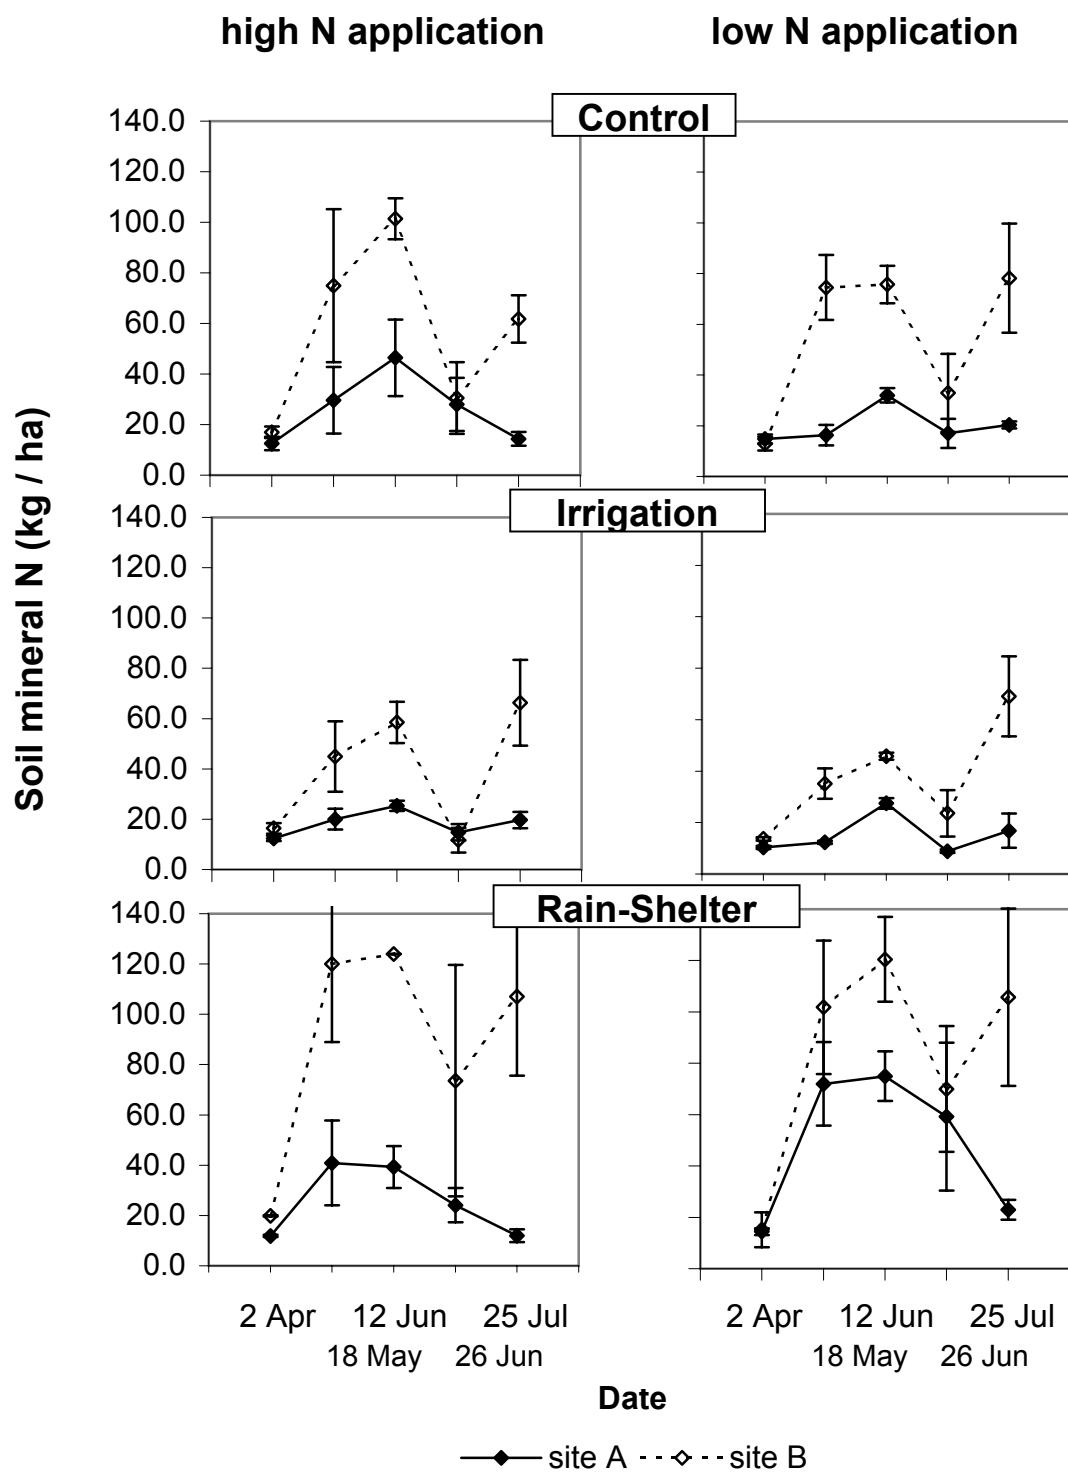 high N application
low N application
Control
140.0
120.0
100.0
80.0
60.0
40.0
20.0
0.0
Irrigation
140.0
120.0
100.0
80.0
60.0
40.0
20.0
0.0
Rain-Shelter
140.0
120.0
100.0
80.0
60.0
40.0
20.0
0.0
Soil mineral N (kg / ha)
2 Apr 12 Jun 25 Jul
18 May 26 Jun
2 Apr 12 Jun 25 Jul
18 May 26 Jun
Date
site A site B